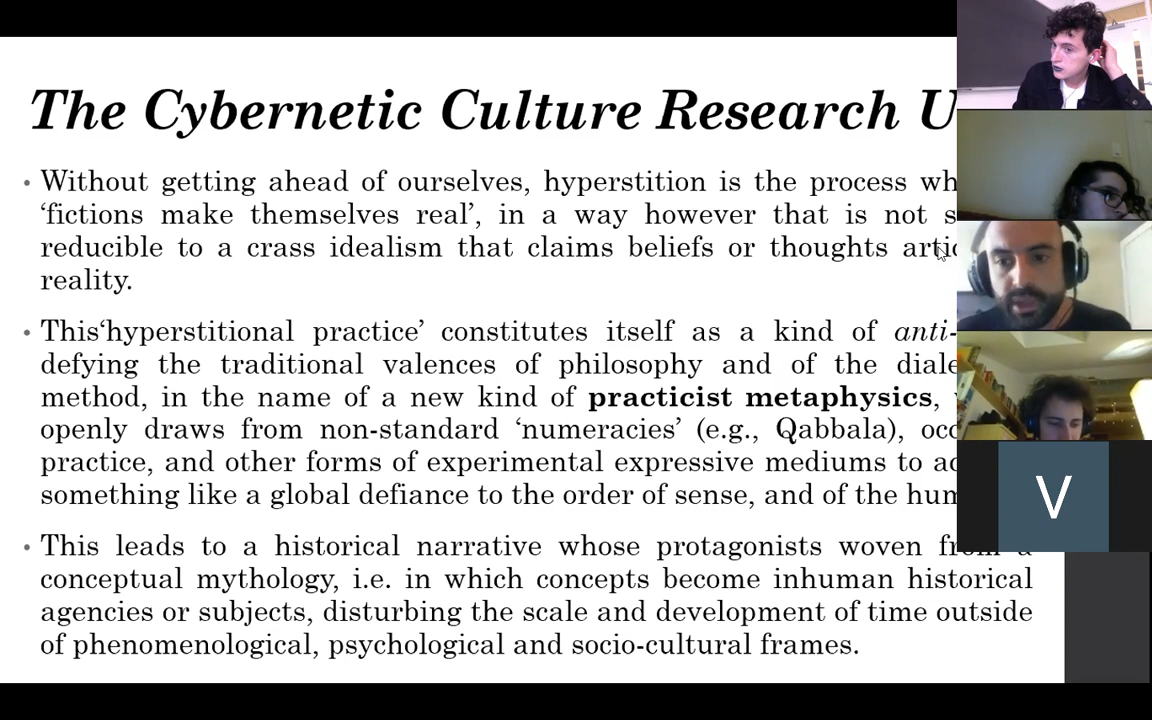 The Cybernetic Culture Research U
• Without getting ahead of ourselves, hyperstition is the process wh
‘fictions make themselves real’, in a way however that is not s
reducible to a crass idealism that claims beliefs or thoughts artic
reality.
• This‘hyperstitional practice’ constitutes itself as a kind of anti-
defying the traditional valences of philosophy and of the diale
method, in the name of a new kind of practicist metaphysics,
openly draws from non-standard ‘numeracies’ (e.g., Qabbala), occ
practice, and other forms of experimental expressive mediums to ac
something like a global defiance to the order of sense, and of the hum
• This leads to a historical narrative whose protagonists woven from a
conceptual mythology, i.e. in which concepts become inhuman historical
agencies or subjects, disturbing the scale and development of time outside
of phenomenological, psychological and socio-cultural frames.
V